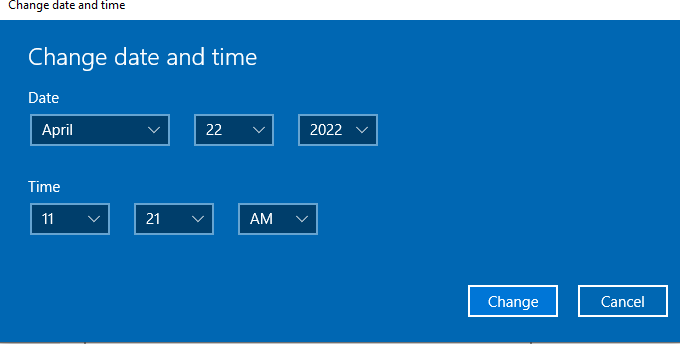 Change date and time
Change date and time
Date
April 22 2022
Time
11 21 AM
Change Cancel